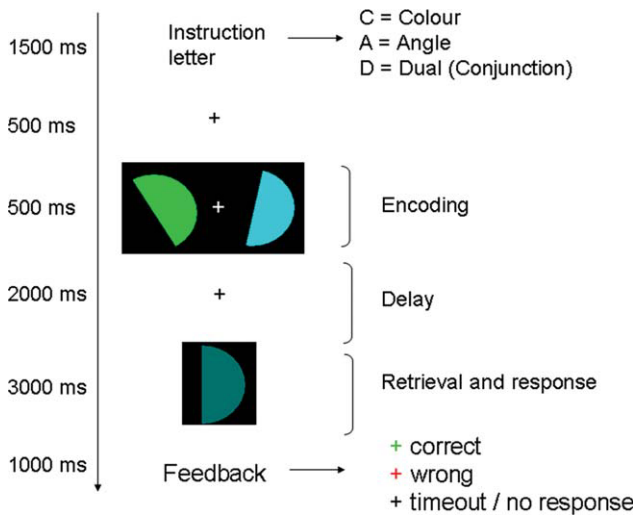 1500 ms
Instruction
letter
C = Colour
A = Angle
D = Dual (Conjunction)
500 ms
+
500 ms
+
Encoding
2000 ms
+
Delay
3000 ms
Retrieval and response
1000 ms
Feedback
+ correct
+ wrong
+ timeout / no response